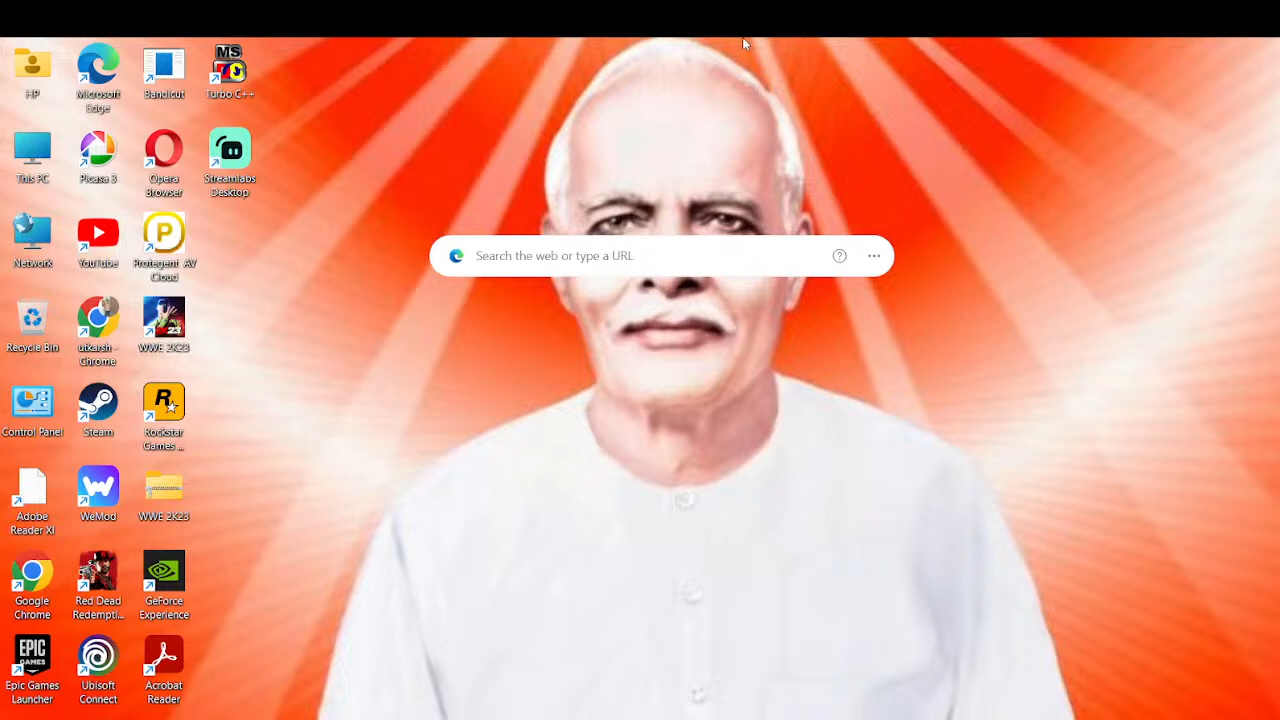 HP
Microsoft
Edge
Bandicut
MS
Turbo C++
This PC
Picasa 3
Opera
Browser
Streamlabs
Desktop
Network
YouTube
P
Protegent AV
Cloud
Search the web or type a URL
Recycle Bin
utkarsh -
Chrome
23
WWE 2K23
Control Panel
Steam
R
Rockstar
Games ...
Adobe
Reader XI
WeMod
WWE 2K23
Google
Chrome
Red Dead
Redempti...
GeForce
Experience
EPIC
GAMES
Epic Games
Launcher
Ubisoft
Connect
Acrobat
Reader